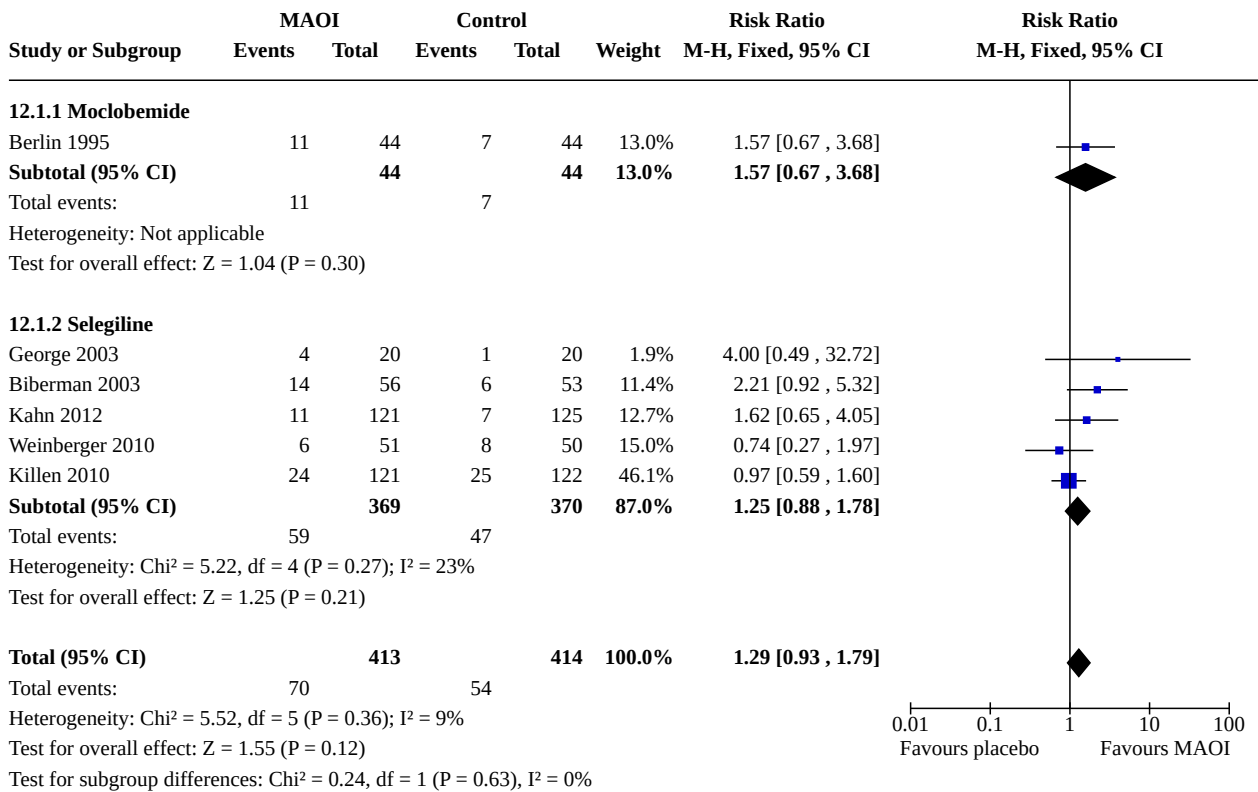 MAOI Control Risk Ratio Risk Ratio
Study or Subgroup Events Total Events Total Weight M-H, Fixed, 95% CI M-H, Fixed, 95% CI
12.1.1 Moclobemide
Berlin 1995 11 44 7 44 13.0% 1.57 [0.67 , 3.68]
Subtotal (95% CI) 44 44 13.0% 1.57 [0.67 , 3.68]
Total events: 11 7
Heterogeneity: Not applicable
Test for overall effect: Z = 1.04 (P = 0.30)
12.1.2 Selegiline
George 2003 4 20 1 20 1.9% 4.00 [0.49 , 32.72]
Biberman 2003 14 56 6 53 11.4% 2.21 [0.92 , 5.32]
Kahn 2012 11 121 7 125 12.7% 1.62 [0.65 , 4.05]
Weinberger 2010 6 51 8 50 15.0% 0.74 [0.27 , 1.97]
Killen 2010 24 121 25 122 46.1% 0.97 [0.59 , 1.60]
Subtotal (95% CI) 369 370 87.0% 1.25 [0.88 , 1.78]
Total events: 59 47
Heterogeneity: Chi² = 5.22, df = 4 (P = 0.27); I² = 23%
Test for overall effect: Z = 1.25 (P = 0.21)
Total (95% CI) 413 414 100.0% 1.29 [0.93 , 1.79]
Total events: 70 54
Heterogeneity: Chi² = 5.52, df = 5 (P = 0.36); I² = 9%
0.01 0.1 1 10 100
Test for overall effect: Z = 1.55 (P = 0.12)
Favours placebo Favours MAOI
Test for subgroup differences: Chi² = 0.24, df = 1 (P = 0.63), I² = 0%